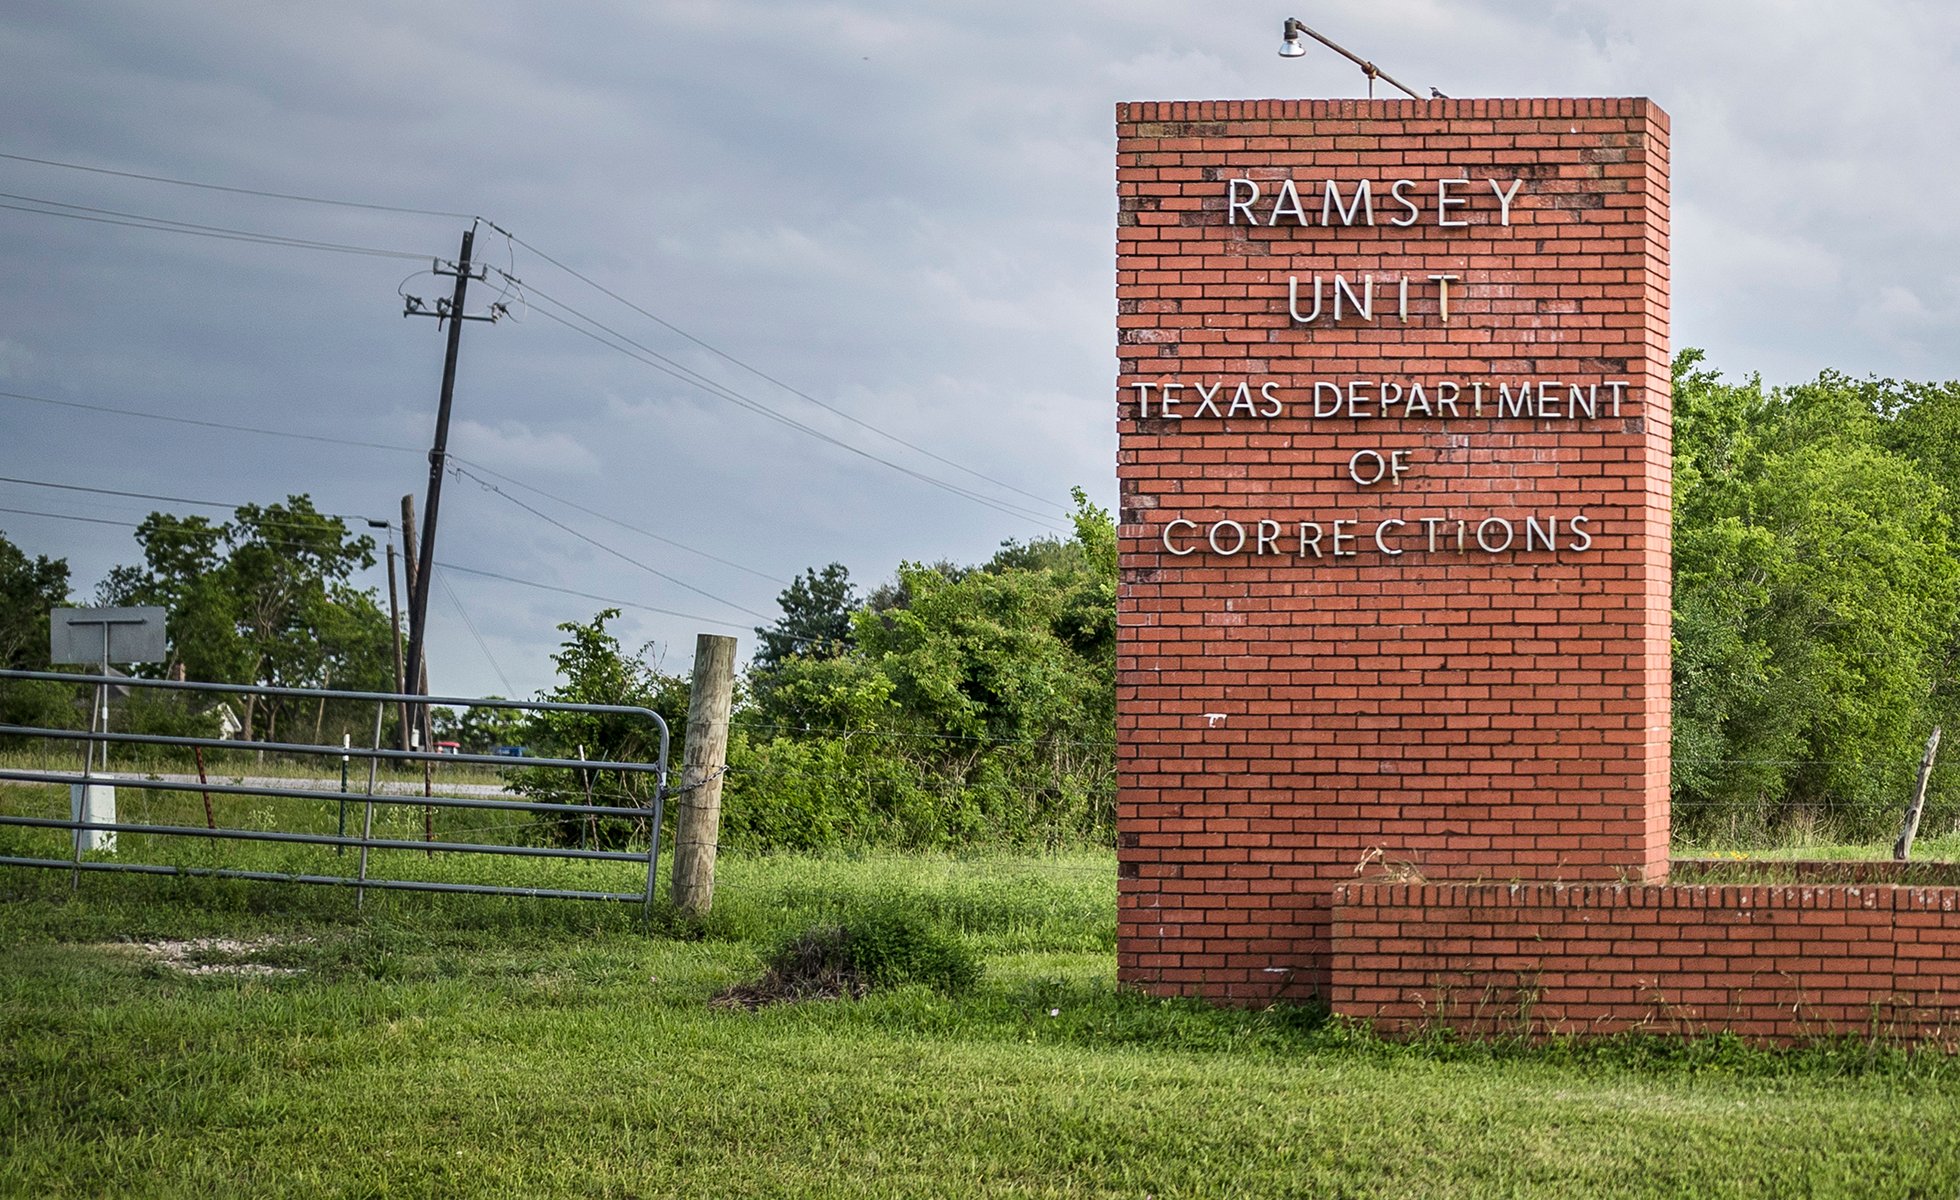 RAMSEY
UNIT
TEXAS DEPARTMENT
OF
CORRECTIONS